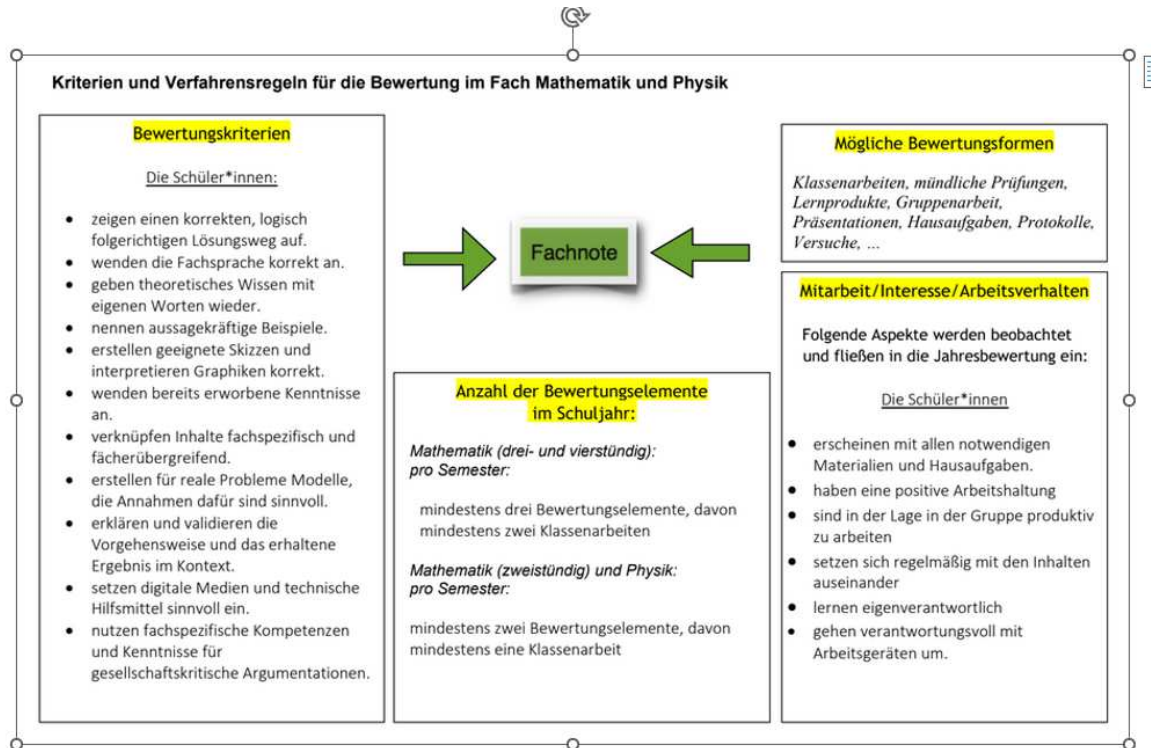 Kriterien und Verfahrensregeln für die Bewertung im Fach Mathematik und Physik
Bewertungskriterien
Die Schüler*innen:
• zeigen einen korrekten, logisch
folgerichtigen Lösungsweg auf.
• wenden die Fachsprache korrekt an.
• geben theoretisches Wissen mit
eigenen Worten wieder.
• nennen aussagekräftige Beispiele.
• erstellen geeignete Skizzen und
interpretieren Graphiken korrekt.
• wenden bereits erworbene Kenntnisse
an.
• verknüpfen Inhalte fachspezifisch und
fächerübergreifend.
• erstellen für reale Probleme Modelle,
die Annahmen dafür sind sinnvoll.
• erklären und validieren die
Vorgehensweise und das erhaltene
Ergebnis im Kontext.
• setzen digitale Medien und technische
Hilfsmittel sinnvoll ein.
• nutzen fachspezifische Kompetenzen
und Kenntnisse für
gesellschaftskritische Argumentationen.
Fachnote
Anzahl der Bewertungselemente
im Schuljahr:
Mathematik (drei- und vierstündig):
pro Semester:
mindestens drei Bewertungselemente, davon
mindestens zwei Klassenarbeiten
Mathematik (zweistündig) und Physik:
pro Semester:
mindestens zwei Bewertungselemente, davon
mindestens eine Klassenarbeit
Mögliche Bewertungsformen
Klassenarbeiten, mündliche Prüfungen,
Lernprodukte, Gruppenarbeit,
Präsentationen, Hausaufgaben, Protokolle,
Versuche, …
Mitarbeit/Interesse/Arbeitsverhalten
Folgende Aspekte werden beobachtet
und fließen in die Jahresbewertung ein:
Die Schüler*innen
• erscheinen mit allen notwendigen
Materialien und Hausaufgaben.
• haben eine positive Arbeitshaltung
• sind in der Lage in der Gruppe produktiv
zu arbeiten
• setzen sich regelmäßig mit den Inhalten
auseinander
• lernen eigenverantwortlich
• gehen verantwortungsvoll mit
Arbeitsgeräten um.